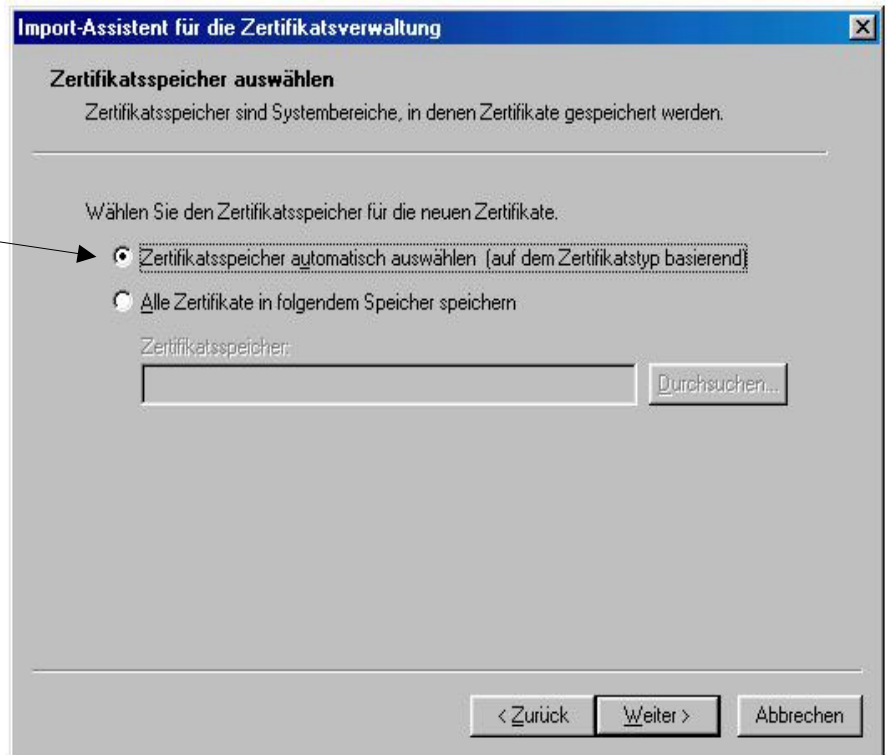 Import-Assistent für die Zertifikatsverwaltung
Zertifikatsspeicher auswählen
Zertifikatsspeicher sind Systembereiche, in denen Zertifikate gespeichert werden.
Wählen Sie den Zertifikatsspeicher für die neuen Zertifikate.
Zertifikatsspeicher automatisch auswählen (auf dem Zertifikatstyp basierend)
Alle Zertifikate in folgendem Speicher speichern
Zertifikatsspeicher:
Durchsuchen...
< Zurück Weiter > Abbrechen